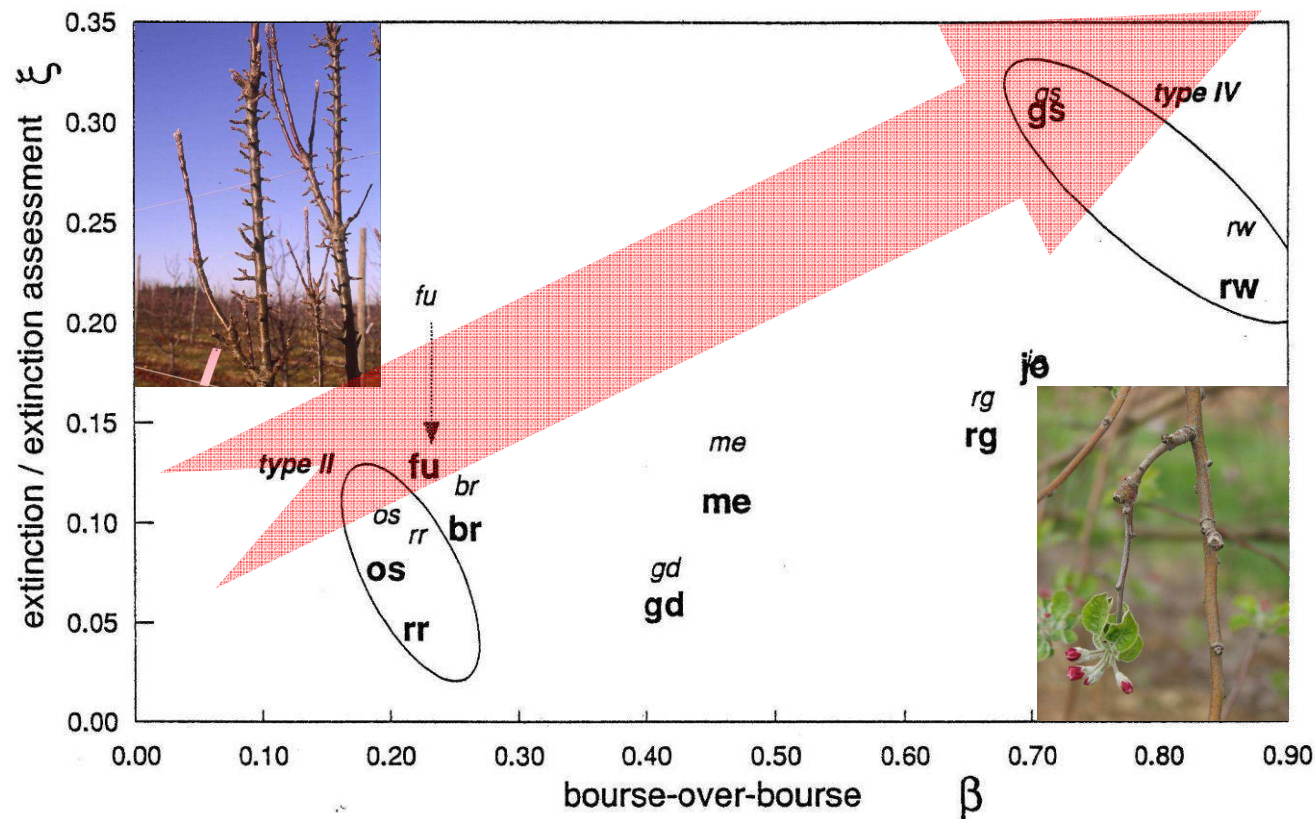 extinction / extinction assessment ξ
0.35
0.30
0.25
0.20
0.15
0.10
0.05
0.00
gs
gs
type IV
rw
rw
fu
jo
rg
rg
type II
fu
me
me
br
br
os
rr
os
rr
gd
gd
0.00 0.10 0.20 0.30 0.40 0.50 0.60 0.70 0.80 0.90
bourse-over-bourse β